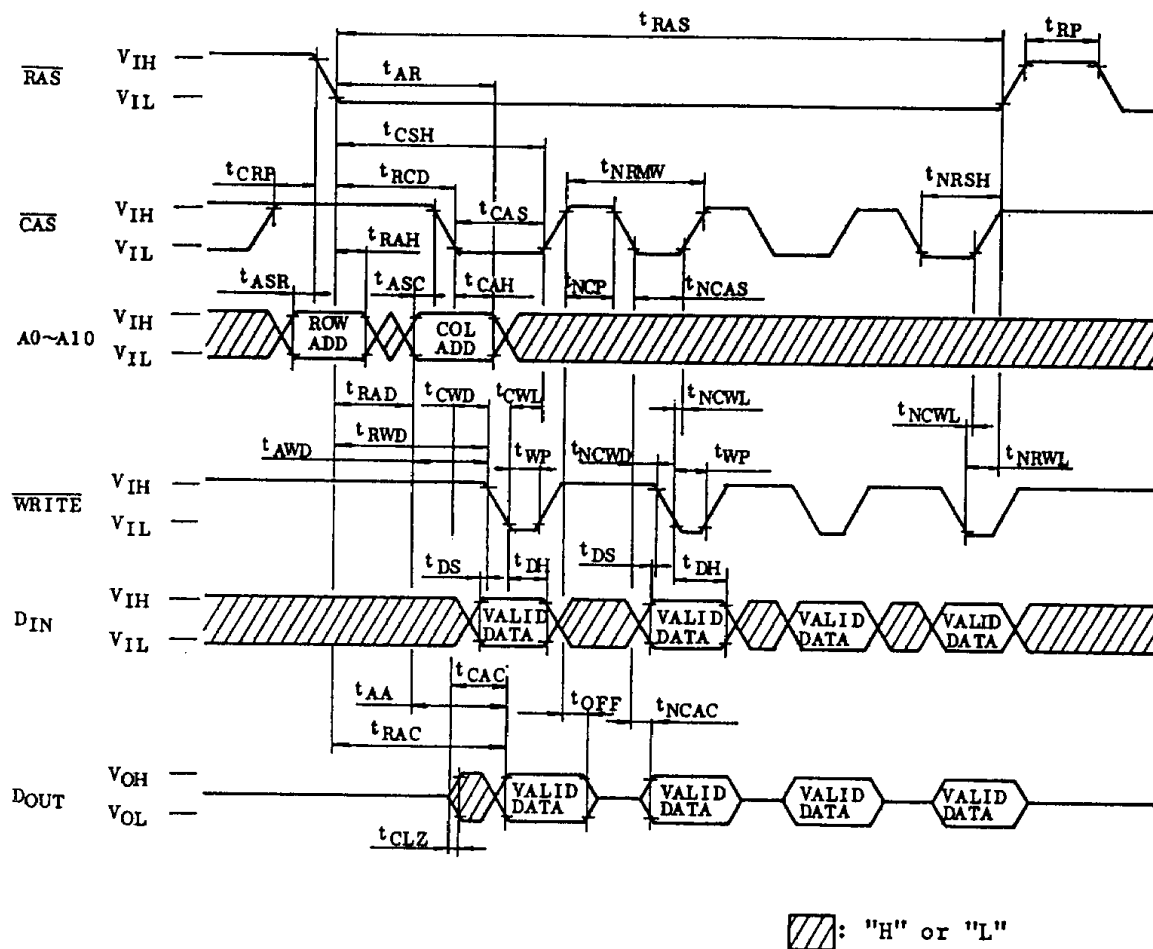 tRAS
tRP
RAS
VIH
VIL
tAR
tCSH
tCRP
tRCD
tNRMW
tNRSH
CAS
VIH
VIL
tCAS
tRAH
tASR
tASC
tCAH
tNCP
tNCAS
A0~A10
VIH
VIL
ROW
ADD
COL
ADD
tRAD
tCWD
tCWL
tNCWL
tNCWL
tRWD
tAWD
tWP
tNCWD
tWP
tNRWL
WRITE
VIH
VIL
tDS
tDH
tDS
tDH
DIN
VIH
VIL
VALID
DATA
VALID
DATA
VALID
DATA
VALID
DATA
tCAC
tAA
tOFF
tNCAC
tRAC
DOUT
VOH
VOL
VALID
DATA
VALID
DATA
VALID
DATA
VALID
DATA
tCLZ
: "H" or "L"